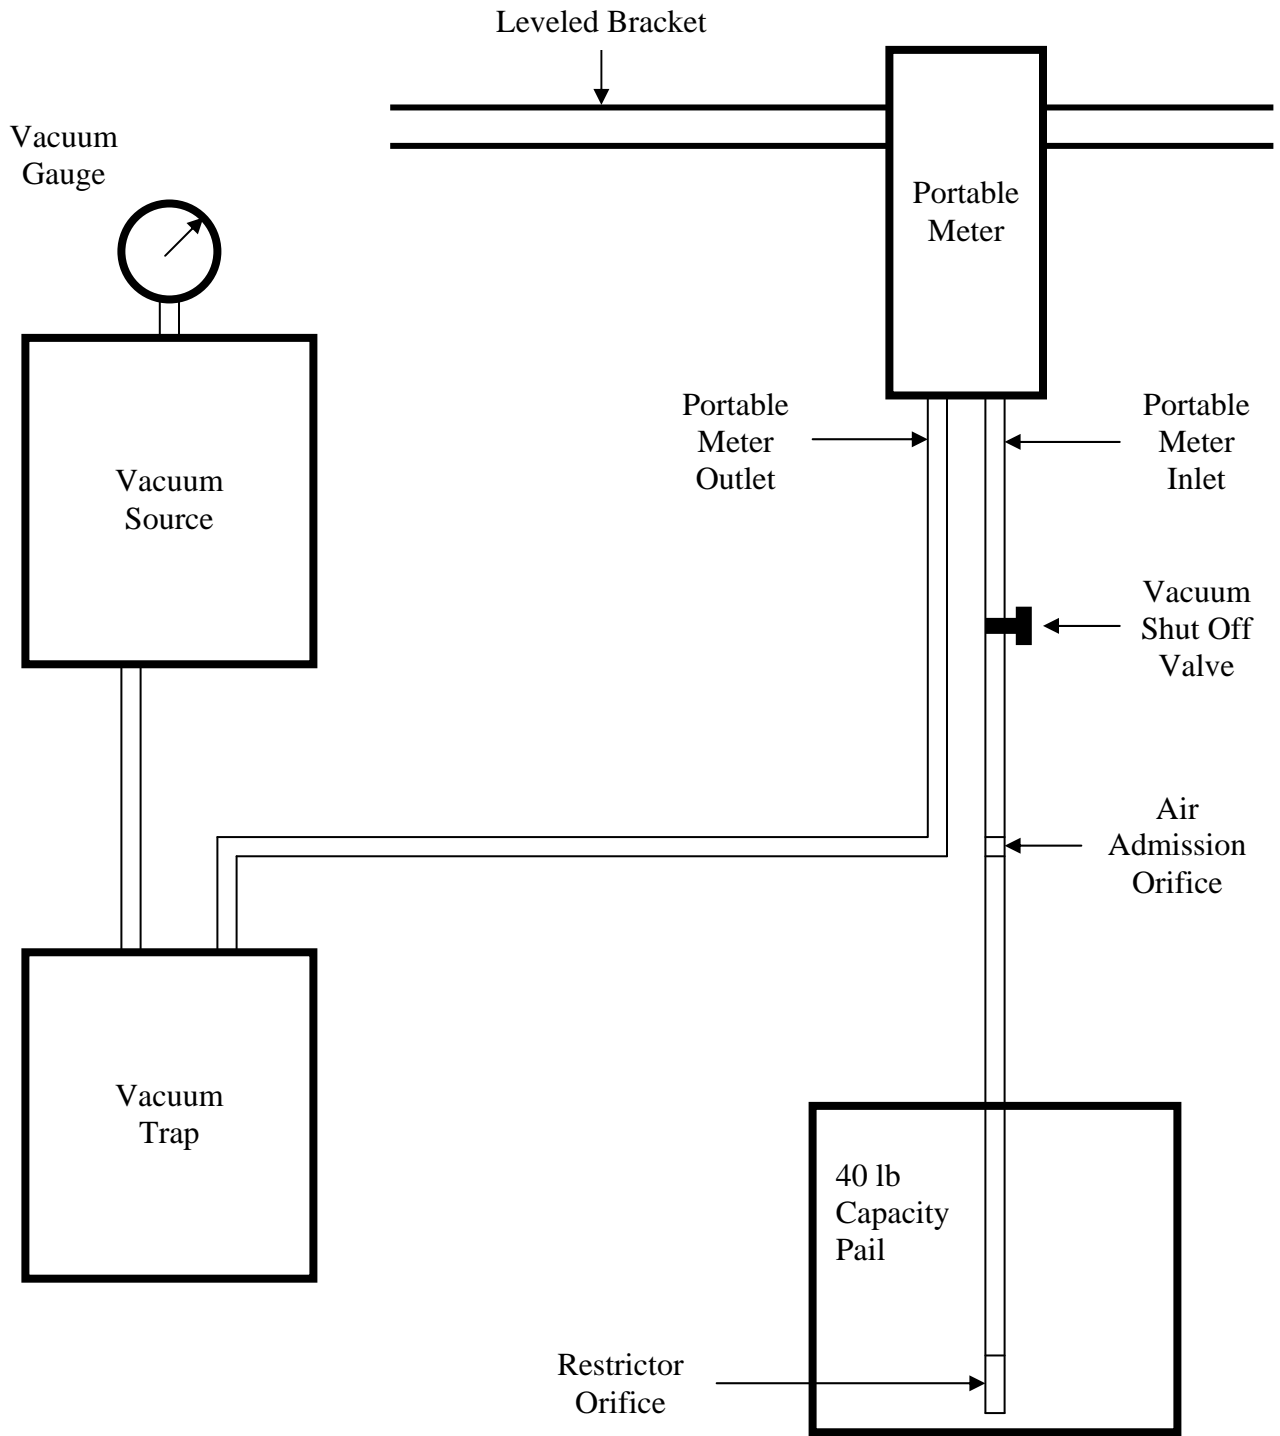 Leveled Bracket
Vacuum
Gauge
Portable
Meter
Portable
Meter
Outlet
Portable
Meter
Inlet
Vacuum
Source
Vacuum
Shut Off
Valve
Air
Admission
Orifice
Vacuum
Trap
40 lb
Capacity
Pail
Restrictor
Orifice